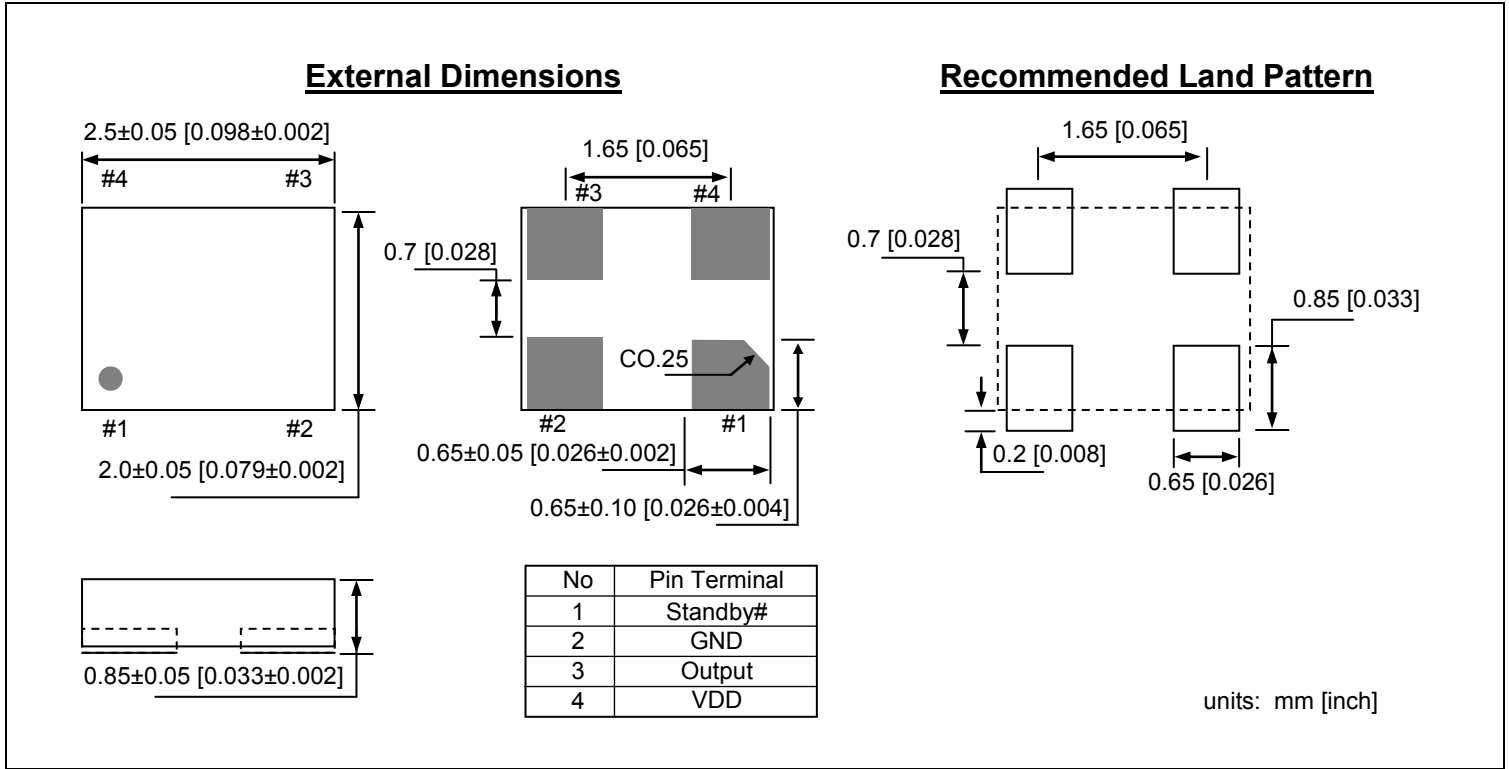 External Dimensions
2.5±0.05 [0.098±0.002]
#4 #3
#1 #2
2.0±0.05 [0.079±0.002]
1.65 [0.065]
#3 #4
0.7 [0.028]
CO.25
#2 #1
0.65±0.05 [0.026±0.002]
0.65±0.10 [0.026±0.004]
Recommended Land Pattern
1.65 [0.065]
0.7 [0.028]
0.85 [0.033]
0.2 [0.008]
0.65 [0.026]
0.85±0.05 [0.033±0.002]
No Pin Terminal
1 Standby#
2 GND
3 Output
4 VDD
units: mm [inch]